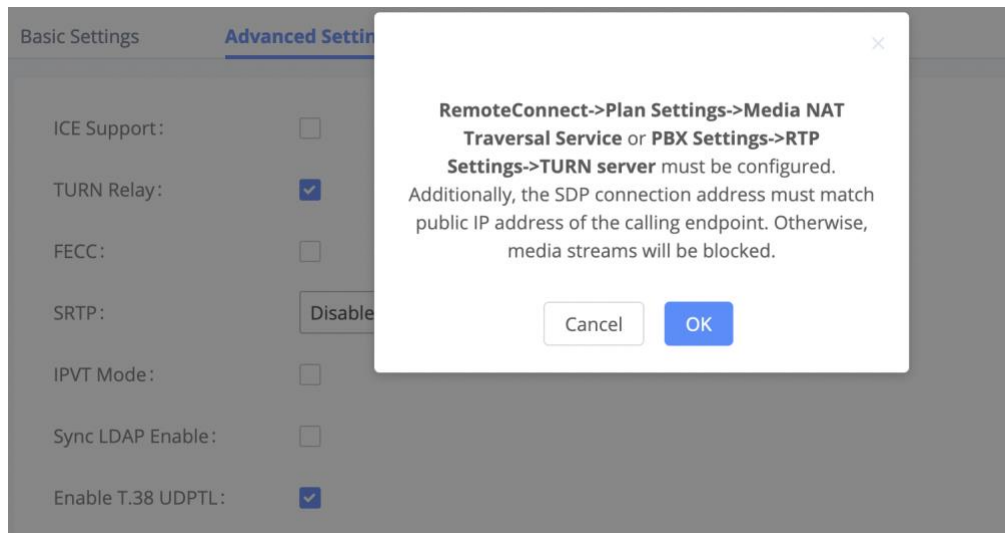 Basic Settings
Advanced Settin
RemoteConnect->Plan Settings->Media NAT
Traversal Service or PBX Settings->RTP
Settings->TURN server must be configured.
Additionally, the SDP connection address must match
public IP address of the calling endpoint. Otherwise,
media streams will be blocked.
Cancel
OK
ICE Support:
TURN Relay:
FECC:
SRTP:
Disable
IPVT Mode:
Sync LDAP Enable:
Enable T.38 UDPTL: